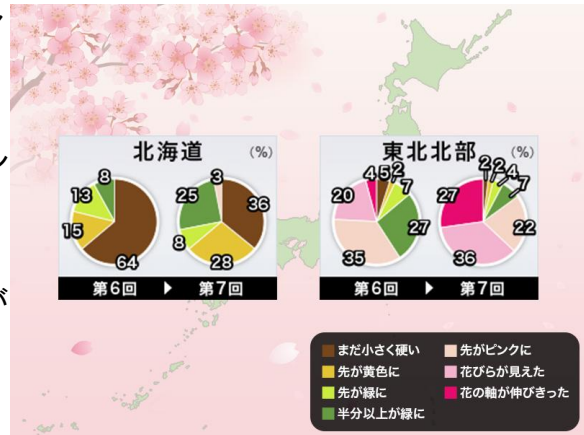 北海道 (%)
8
13
15
64
3
25
36
8
28
第6回 ▶ 第7回
東北北部 (%)
4 5 2
20
7
27
35
2 2 4
7
27
22
36
第6回 ▶ 第7回
まだ小さく硬い
先が黄色に
先が緑に
半分以上が緑に
先がピンクに
花びらが見えた
花の軸が伸びきった
が